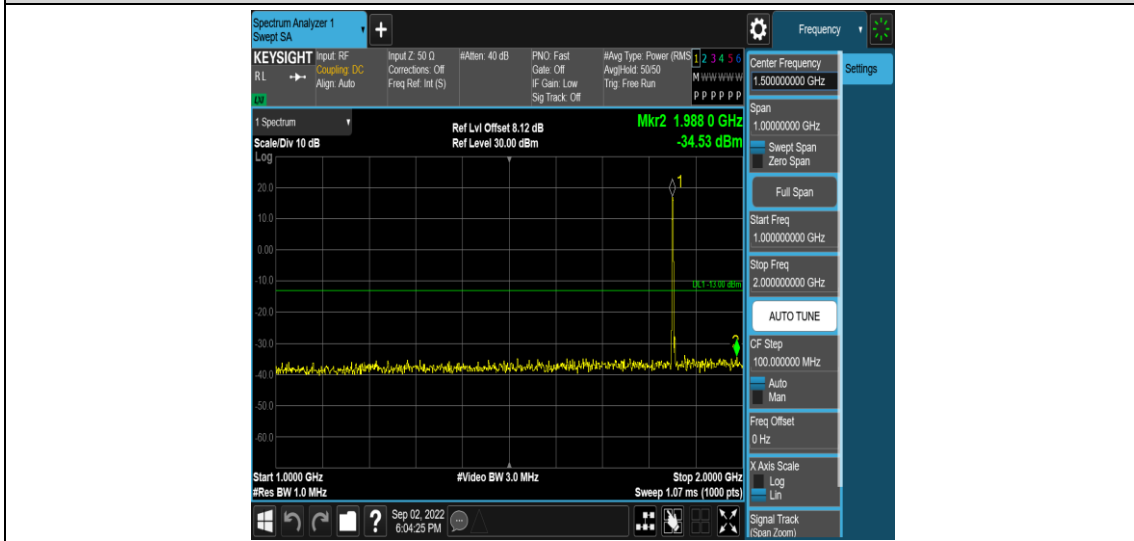 Spectrum Analyzer 1
Swept SA
Frequency
KEYSIGHT
RL
Input: RF
Coupling: DC
Align: Auto
Input Z: 50 Ω
Corrections: Off
Freq Ref: Int (S)
#Atten: 40 dB
PNO: Fast
Gate: Off
IF Gain: Low
Sig Track: Off
#Avg Type: Power (RMS
Avg|Hold: 50/50
Trig: Free Run
1 2 3 4 5 6
M W W W W W
P P P P P P
1 Spectrum
Scale/Div 10 dB
Log
Ref Lvl Offset 8.12 dB
Ref Level 30.00 dBm
Mkr2 1.988 0 GHz
-34.53 dBm
20.0
10.0
0.00
-10.0
-20.0
-30.0
-40.0
-50.0
-60.0
1
DL1 -13.00 dBm
2
Start 1.0000 GHz
#Res BW 1.0 MHz
#Video BW 3.0 MHz
Stop 2.0000 GHz
Sweep 1.07 ms (1000 pts)
Center Frequency
1.500000000 GHz
Settings
Span
1.00000000 GHz
Swept Span
Zero Span
Full Span
Start Freq
1.000000000 GHz
Stop Freq
2.000000000 GHz
AUTO TUNE
CF Step
100.000000 MHz
Auto
Man
Freq Offset
0 Hz
X Axis Scale
Log
Lin
Signal Track
(Span Zoom)
?
Sep 02, 2022
6:04:25 PM